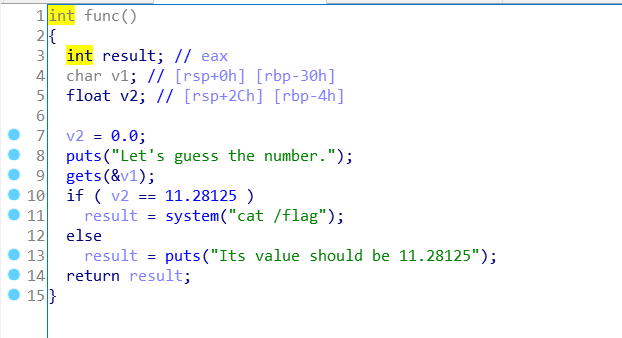 1 int func()
2 {
3   int result; // eax
4   char v1; // [rsp+0h] [rbp-30h]
5   float v2; // [rsp+2Ch] [rbp-4h]
6
7   v2 = 0.0;
8   puts("Let's guess the number.");
9   gets(&v1);
10   if ( v2 == 11.28125 )
11     result = system("cat /flag");
12   else
13     result = puts("Its value should be 11.28125");
14   return result;
15 }